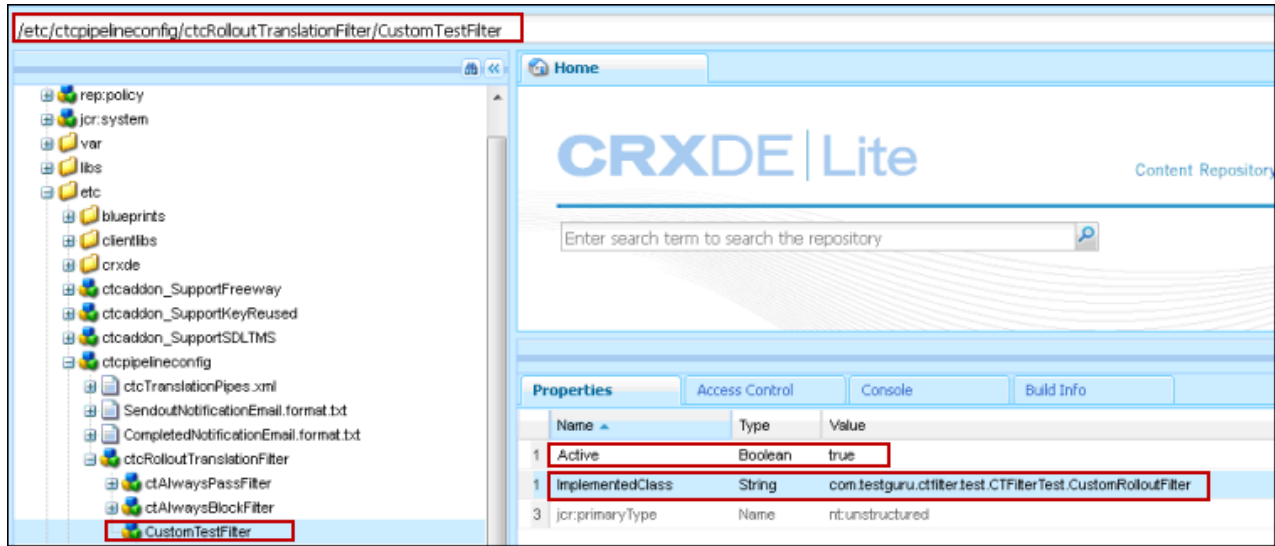 /etc/ctcpipelineconfig/ctcRolloutTranslationFilter/CustomTestFilter
rep:policy
jcr:system
var
libs
etc
blueprints
clientlibs
crxde
ctcaddon_SupportFreeway
ctcaddon_SupportKeyReused
ctcaddon_SupportSDLTMS
ctcpipelineconfig
ctcTranslationPipes.xml
SendoutNotificationEmail.format.txt
CompletedNotificationEmail.format.txt
ctcRolloutTranslationFilter
ctAlwaysPassFilter
ctAlwaysBlockFilter
CustomTestFilter
Home
CRXDE Lite
Content Repository
Enter search term to search the repository
Properties Access Control Console Build Info
Name Type Value
1 Active Boolean true
1 ImplementedClass String com.testguru.ctfilter.test.CTFilterTest.CustomRolloutFilter
3 jcr:primaryType Name nt:unstructured